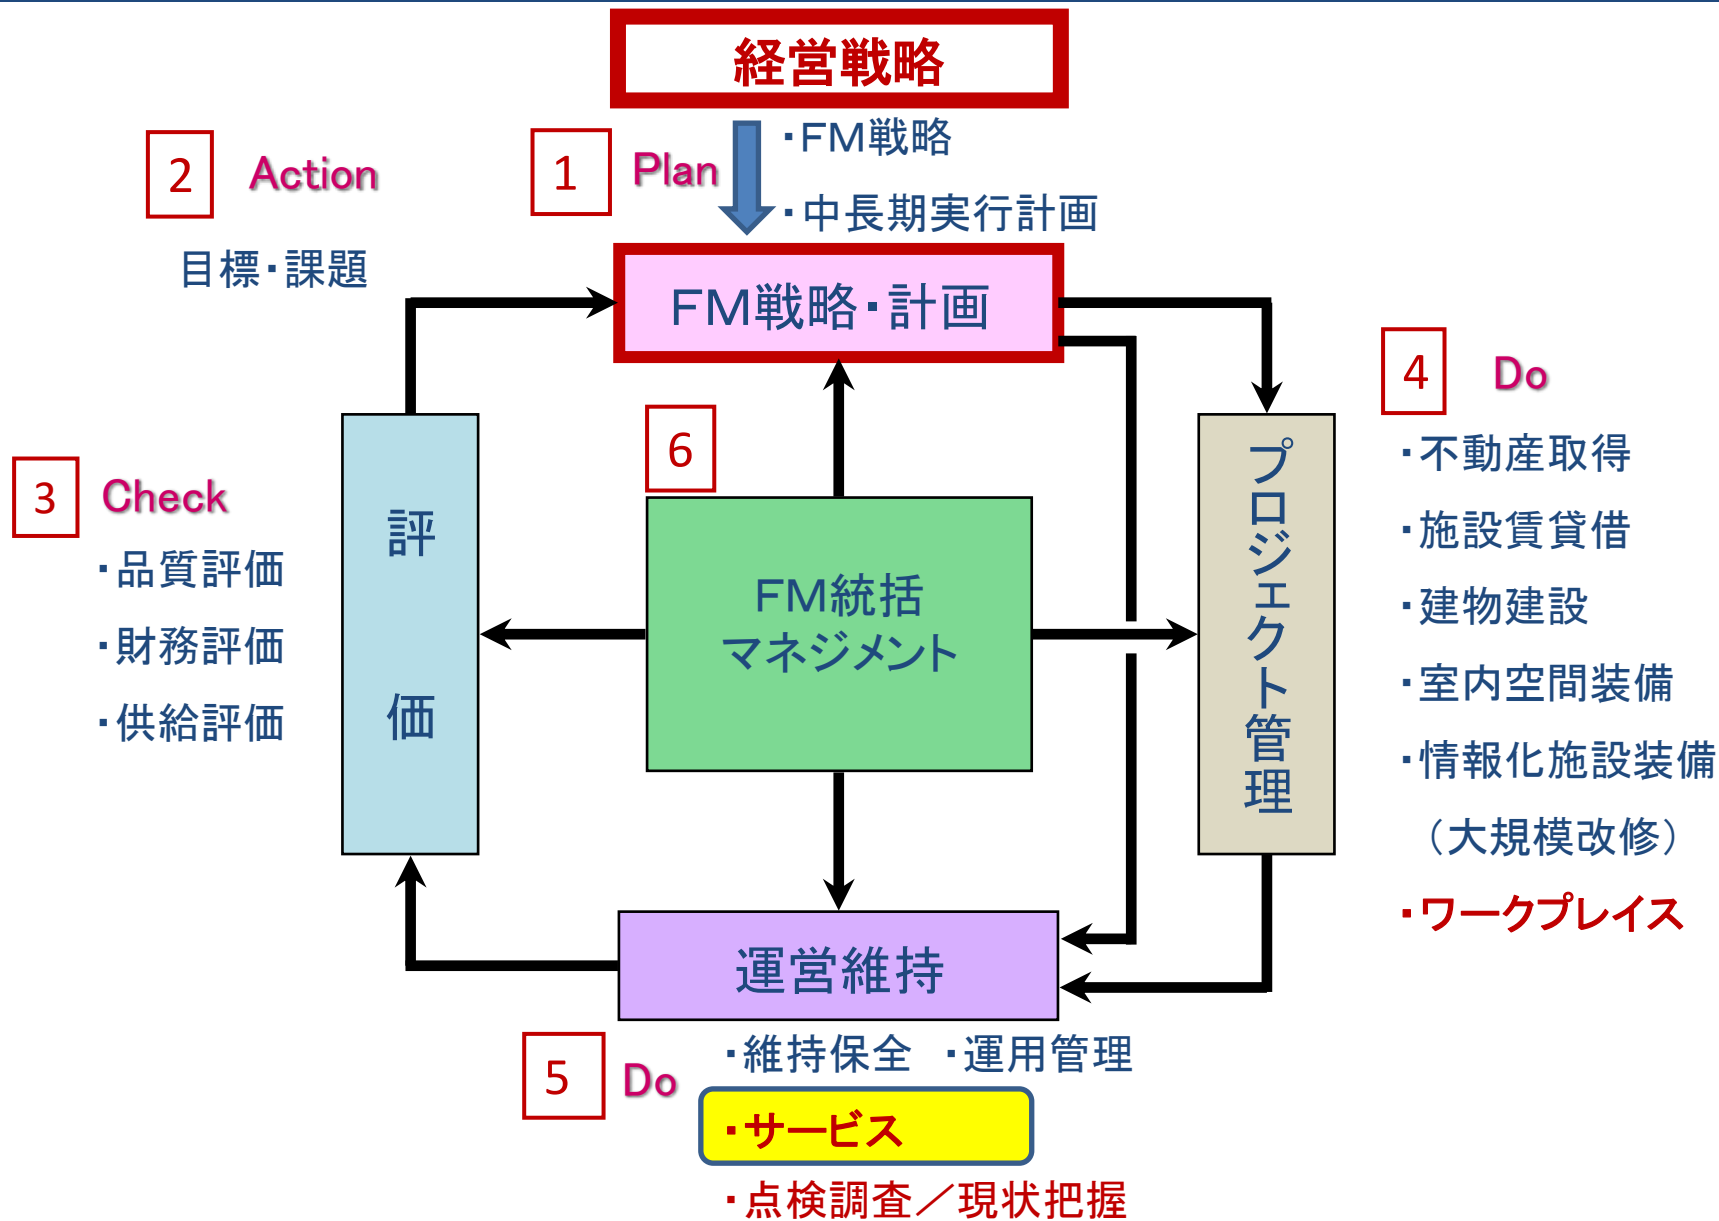 経営戦略
2
Action
目標・課題
1
Plan
・FM戦略
・中長期実行計画
FM戦略・計画
4
Do
・不動産取得
・施設賃貸借
・建物建設
・室内空間装備
・情報化施設装備
（大規模改修）
・ワークプレイス
プロジェクト管理
6
FM統括
マネジメント
3
Check
・品質評価
・財務評価
・供給評価
評価
運営維持
5
Do
・維持保全 ・運用管理
・サービス
・点検調査／現状把握